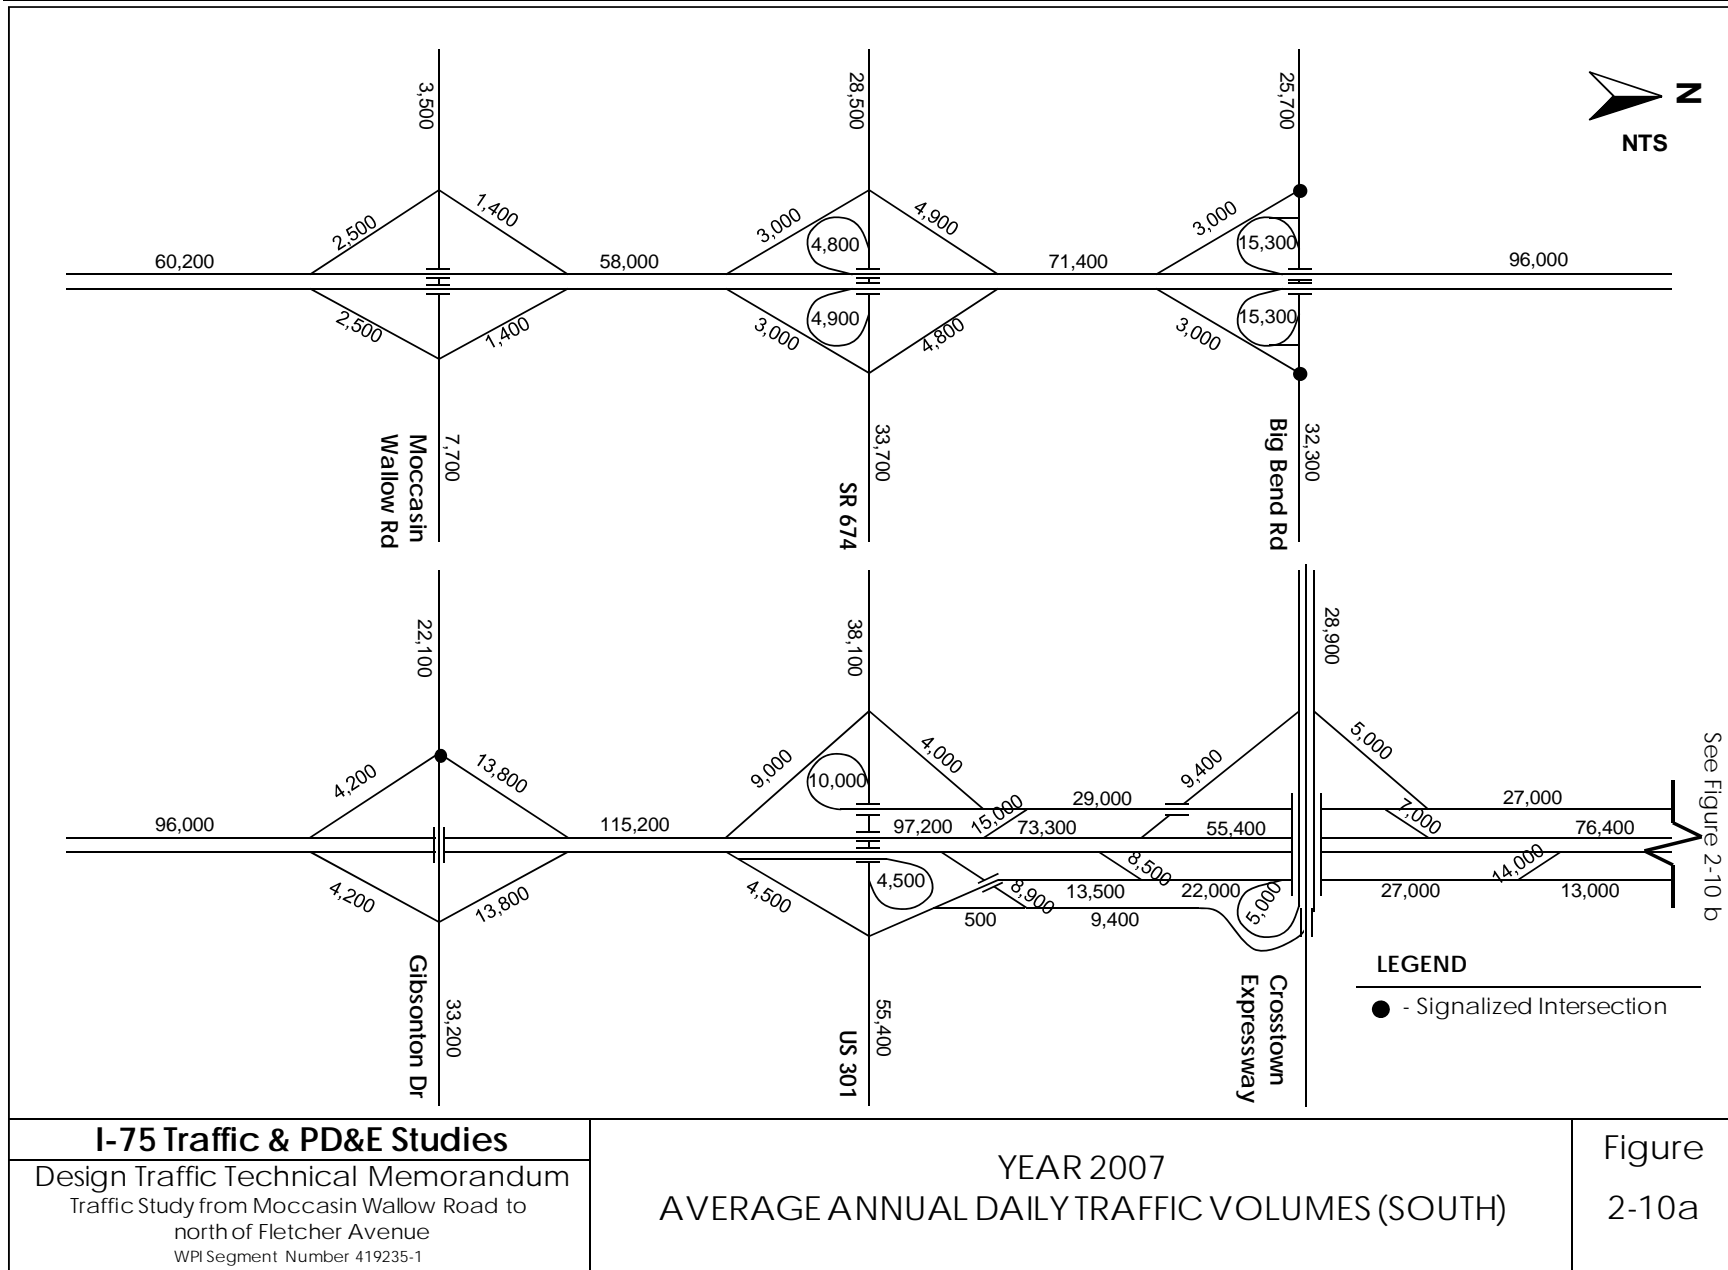 3,500
28,500
25,700
N
NTS
2,500
1,400
3,000
4,800
4,900
3,000
15,300
60,200
58,000
71,400
96,000
2,500
1,400
3,000
4,900
4,800
3,000
15,300
Moccasin
Wallow Rd
7,700
SR 674
33,700
Big Bend Rd
32,300
22,100
38,100
28,900
4,200
13,800
9,000
10,000
4,000
9,400
5,000
96,000
115,200
97,200
15,000
29,000
73,300
55,400
7,000
27,000
76,400
4,200
13,800
4,500
4,500
8,900
8,500
13,500
22,000
5,000
27,000
14,000
13,000
500
9,400
See Figure 2-10 b
Gibsonton Dr
33,200
US 301
55,400
Crosstown
Expressway
LEGEND
- Signalized Intersection
I-75 Traffic & PD&E Studies
Design Traffic Technical Memorandum
Traffic Study from Moccasin Wallow Road to
north of Fletcher Avenue
WPI Segment Number 419235-1
YEAR 2007
AVERAGE ANNUAL DAILY TRAFFIC VOLUMES (SOUTH)
Figure
2-10a